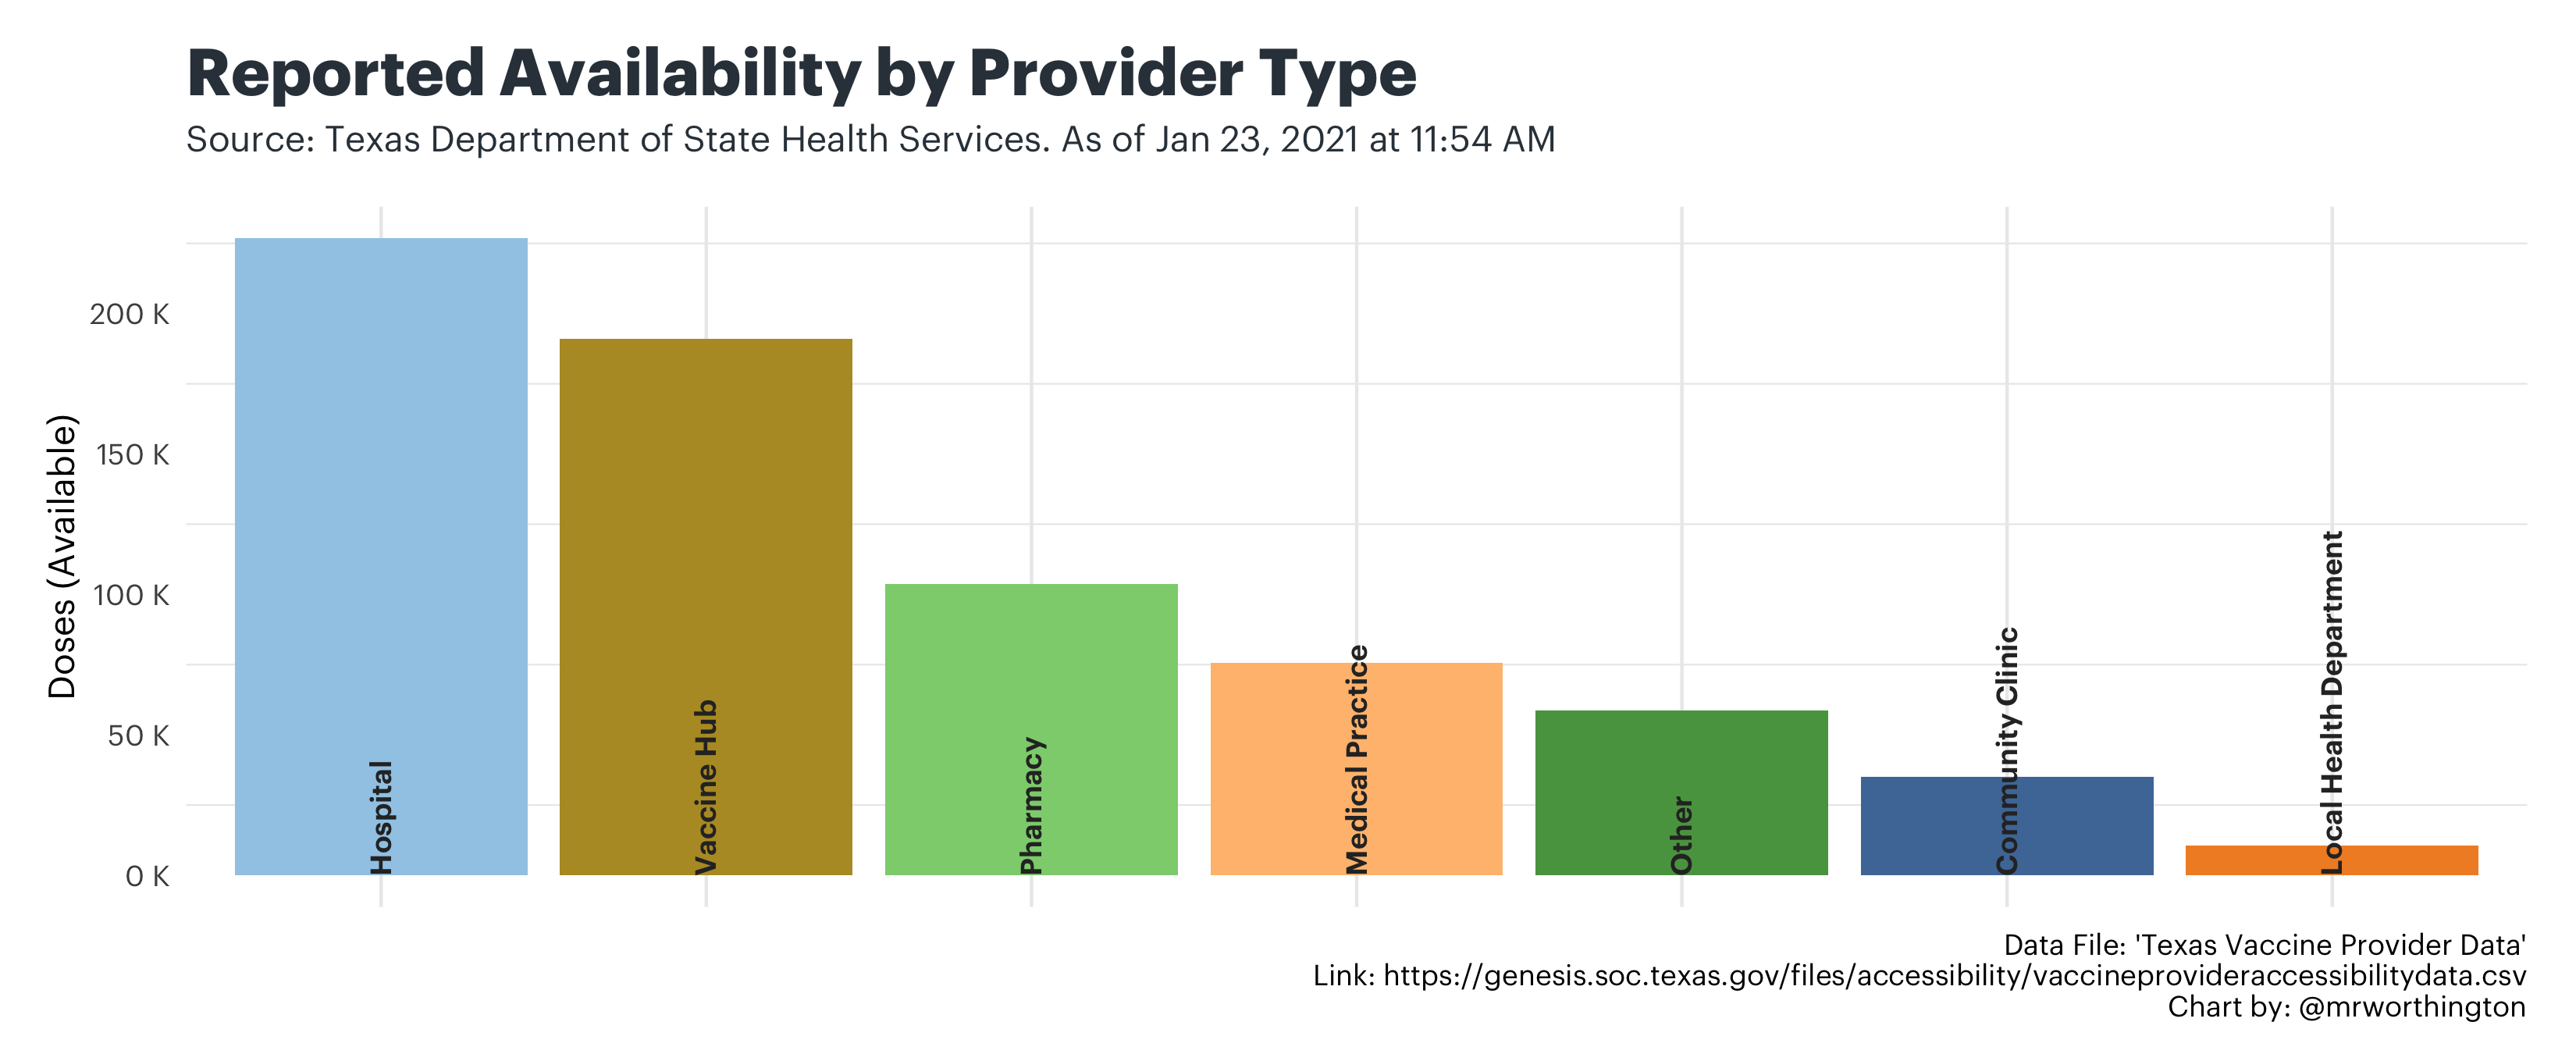 Reported Availability by Provider Type
Source: Texas Department of State Health Services. As of Jan 23, 2021 at 11:54 AM
Doses (Available)
200 K
150 K
100 K
50 K
0 K
Hospital
Vaccine Hub
Pharmacy
Medical Practice
Other
Community Clinic
Local Health Department
Data File: 'Texas Vaccine Provider Data'
Link: https://genesis.soc.texas.gov/files/accessibility/vaccineprovideraccessibilitydata.csv
Chart by: @mrworthington